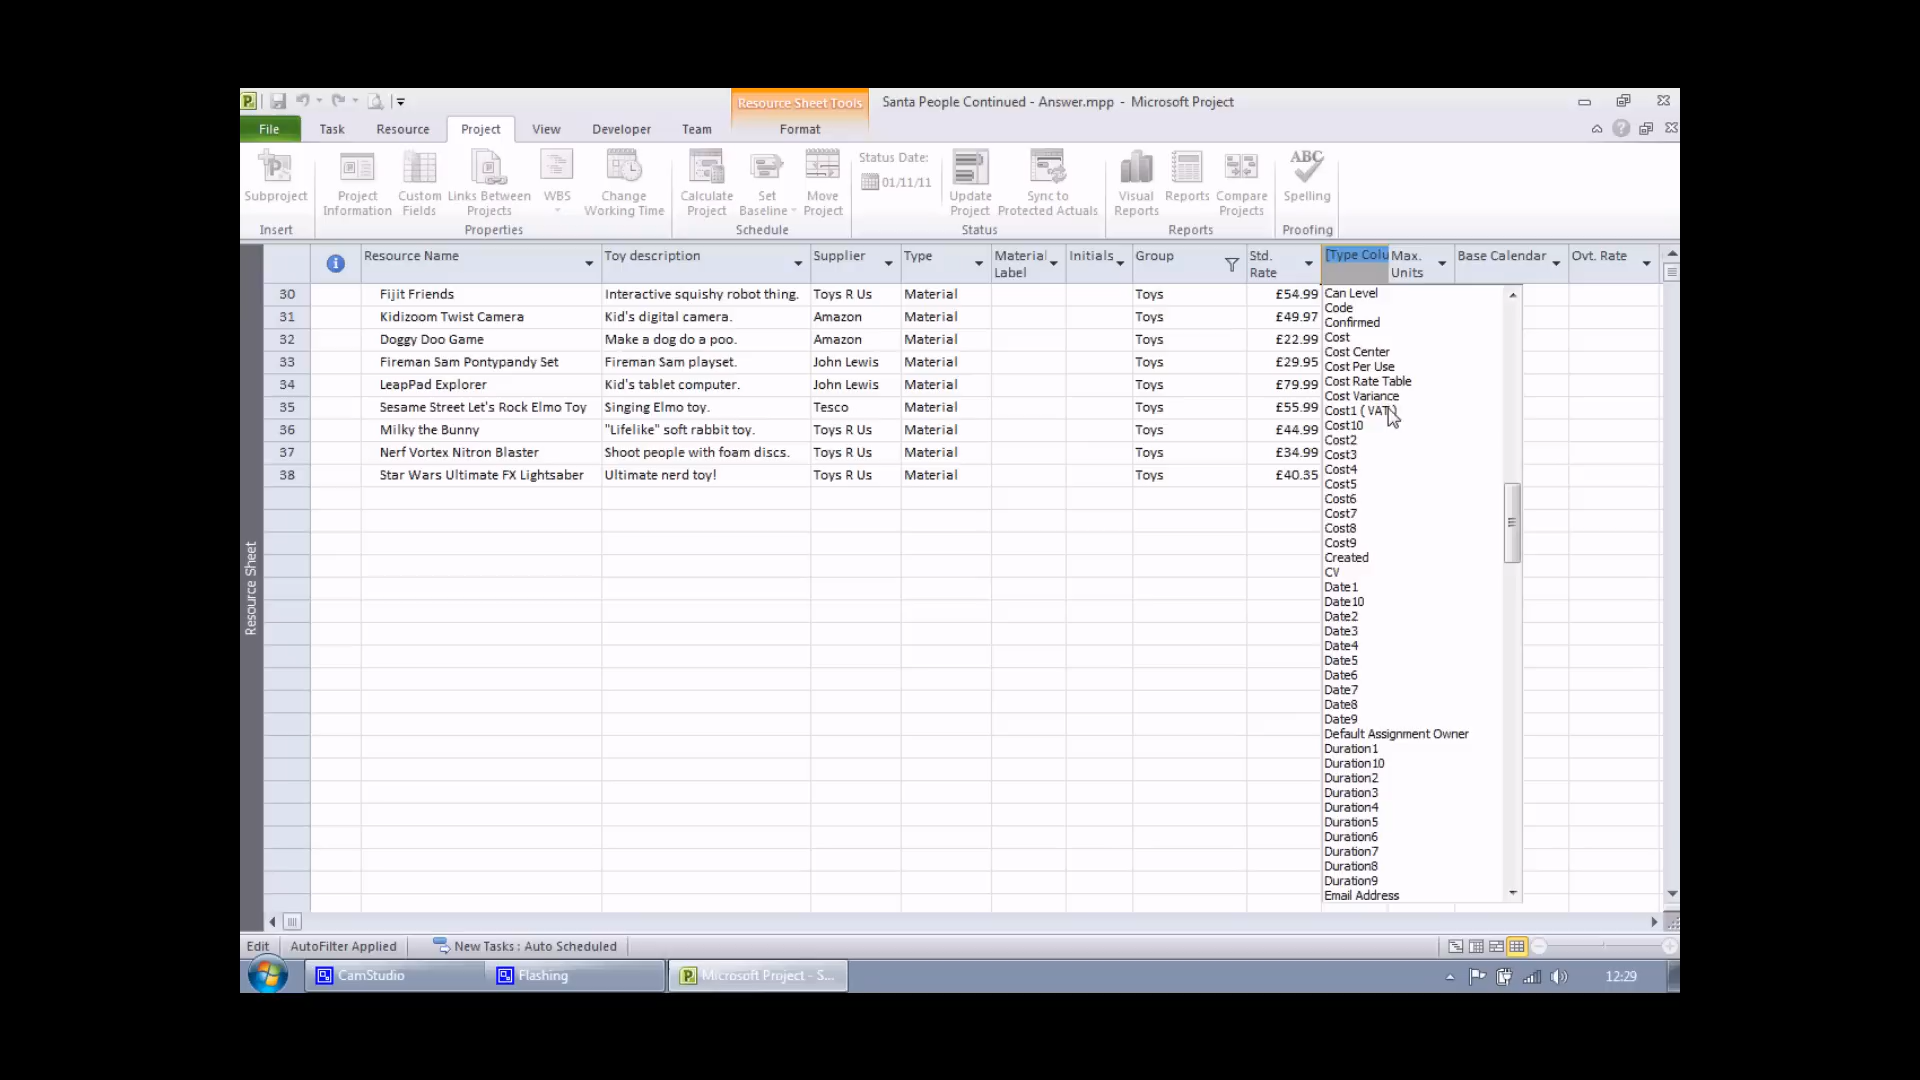 Resource Sheet Tools
Santa People Continued - Answer.mpp - Microsoft Project
File Task Resource Project View Developer Team Format
Subproject
Project Information
Custom Fields
Links Between Projects
WBS
Change Working Time
Calculate Project
Set Baseline
Move Project
Status Date:
01/11/11
Update Project
Sync to Protected Actuals
Visual Reports
Reports
Compare Projects
ABC
Spelling
Insert Properties Schedule Status Reports Proofing
Resource Name Toy description Supplier Type Material Label Initials Group Std. Rate [Type Colu Max. Units Base Calendar Ovt. Rate
30 Fijit Friends Interactive squishy robot thing. Toys R Us Material Toys £54.99
31 Kidizoom Twist Camera Kid's digital camera. Amazon Material Toys £49.97
32 Doggy Doo Game Make a dog do a poo. Amazon Material Toys £22.99
33 Fireman Sam Pontypandy Set Fireman Sam playset. John Lewis Material Toys £29.95
34 LeapPad Explorer Kid's tablet computer. John Lewis Material Toys £79.99
35 Sesame Street Let's Rock Elmo Toy Singing Elmo toy. Tesco Material Toys £55.99
36 Milky the Bunny "Lifelike" soft rabbit toy. Toys R Us Material Toys £44.99
37 Nerf Vortex Nitron Blaster Shoot people with foam discs. Toys R Us Material Toys £34.99
38 Star Wars Ultimate FX Lightsaber Ultimate nerd toy! Toys R Us Material Toys £40.35
Can Level
Code
Confirmed
Cost
Cost Center
Cost Per Use
Cost Rate Table
Cost Variance
Cost1 ( VAT )
Cost10
Cost2
Cost3
Cost4
Cost5
Cost6
Cost7
Cost8
Cost9
Created
CV
Date1
Date10
Date2
Date3
Date4
Date5
Date6
Date7
Date8
Date9
Default Assignment Owner
Duration1
Duration10
Duration2
Duration3
Duration4
Duration5
Duration6
Duration7
Duration8
Duration9
Email Address
Resource Sheet
Edit AutoFilter Applied New Tasks : Auto Scheduled
CamStudio Flashing Microsoft Project - S... 12:29